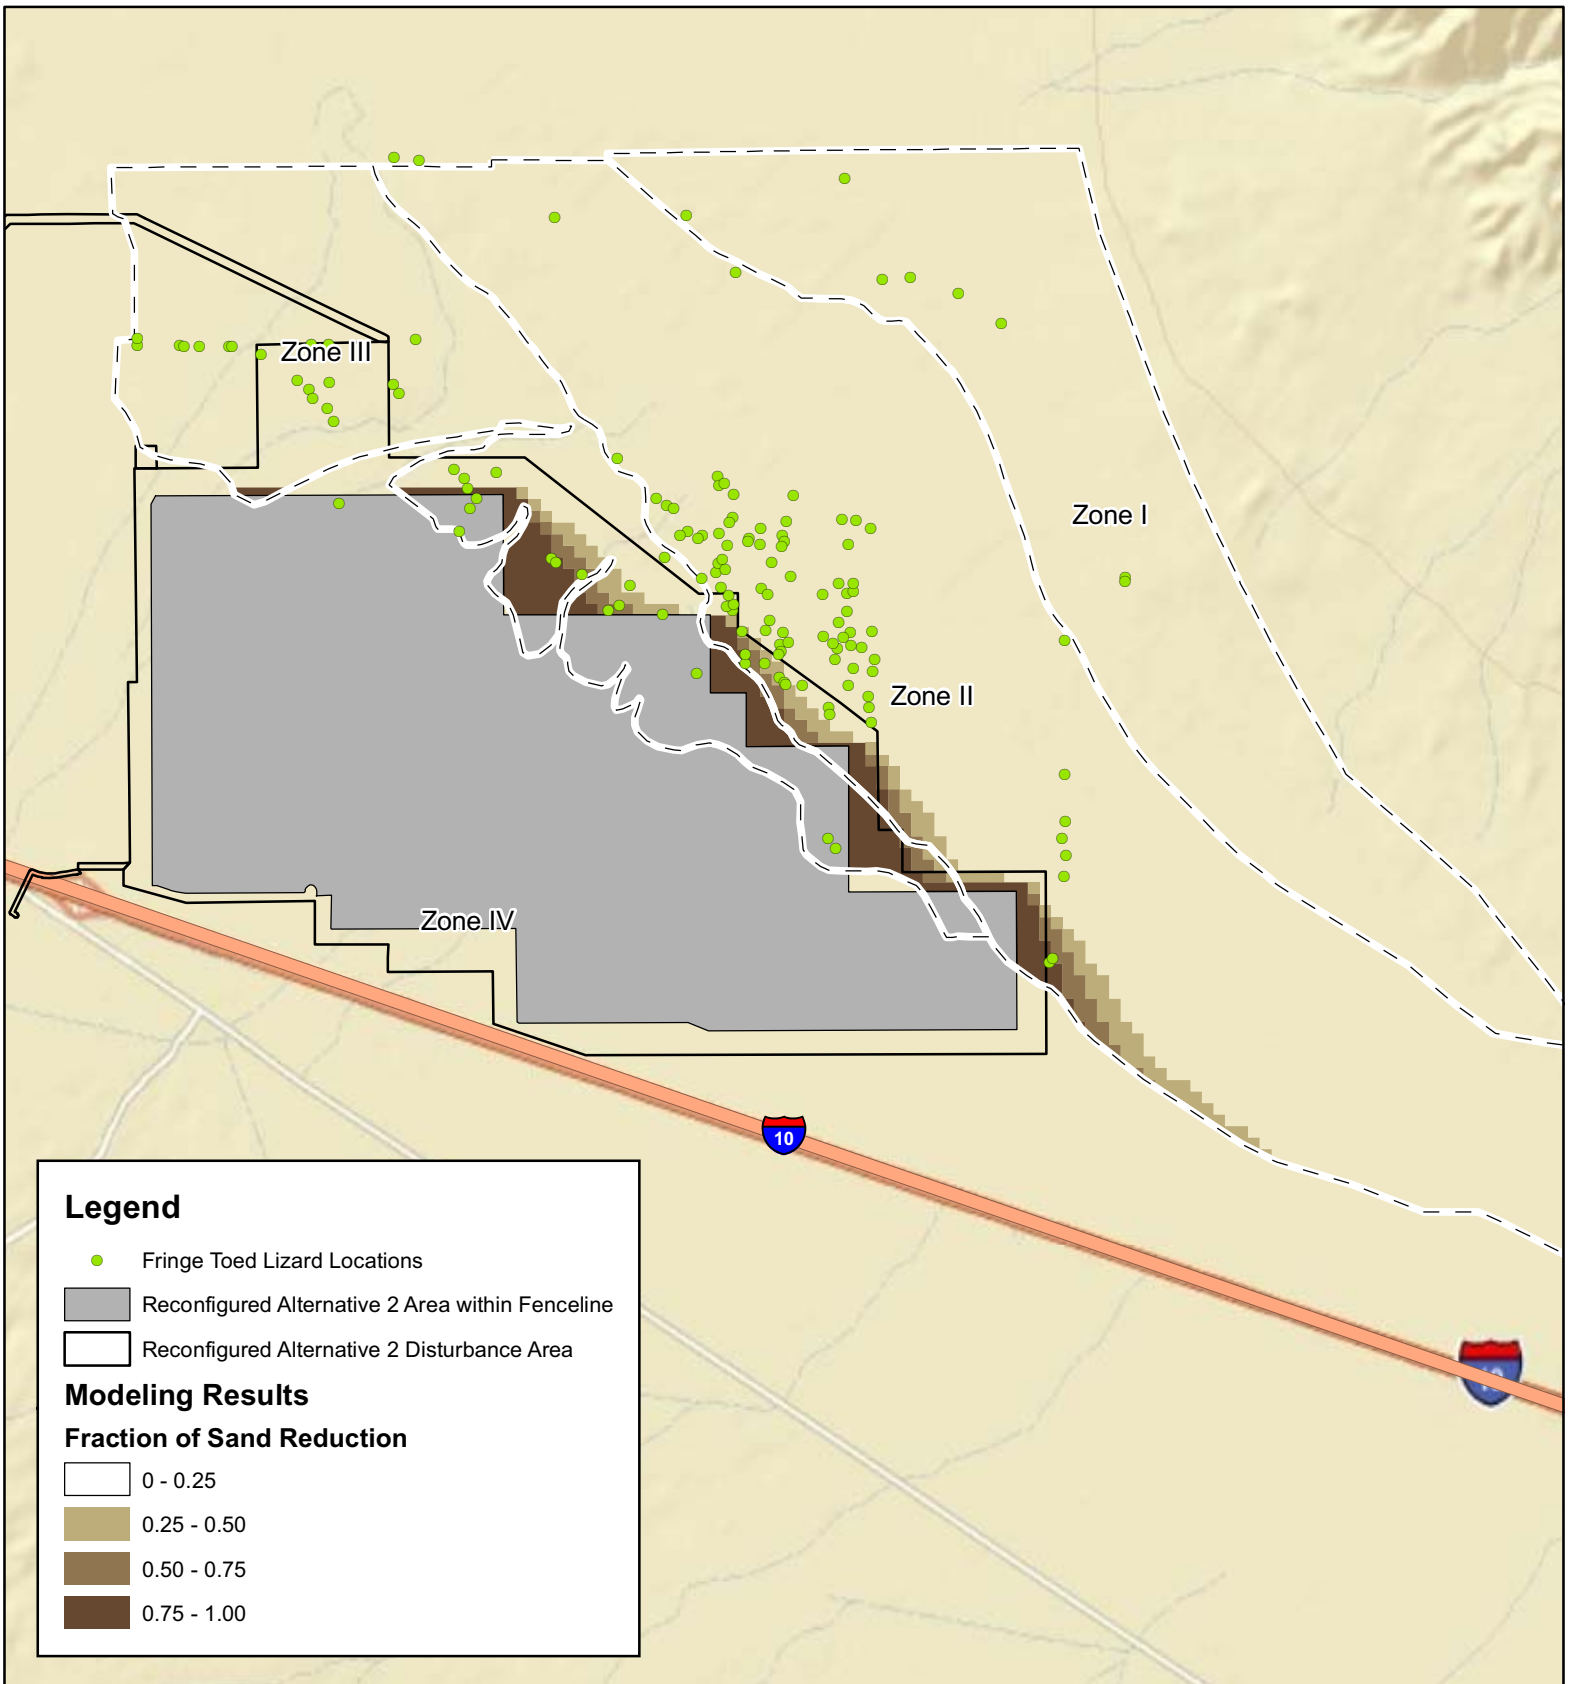 Zone III
Zone I
Zone II
Zone IV
10
Legend
Fringe Toed Lizard Locations
Reconfigured Alternative 2 Area within Fenceline
Reconfigured Alternative 2 Disturbance Area
Modeling Results
Fraction of Sand Reduction
0 - 0.25
0.25 - 0.50
0.50 - 0.75
0.75 - 1.00